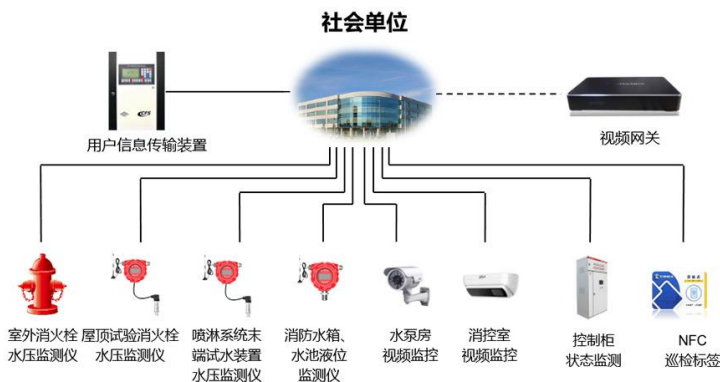 社会单位
用户信息传输装置
视频网关
室外消火栓
水压监测仪
屋顶试验消火栓
水压监测仪
喷淋系统末
端试水装置
水压监测仪
消防水箱、
水池液位
监测仪
水泵房
视频监控
消控室
视频监控
控制柜
状态监测
NFC
巡检标签